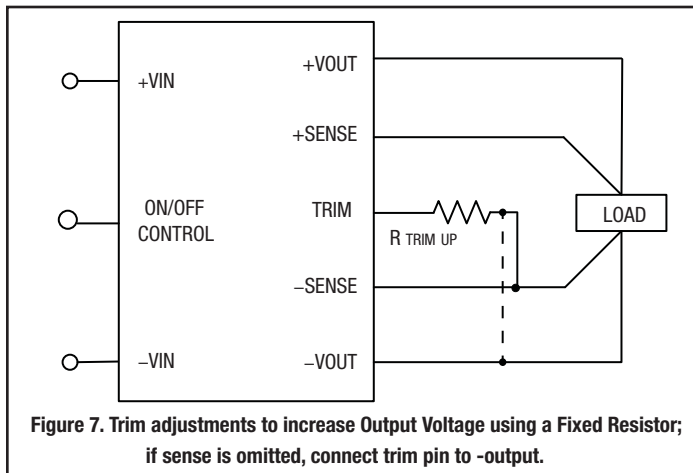 +VOUT
+VIN
+SENSE
ON/OFF
CONTROL
TRIM
R TRIM UP
LOAD
−SENSE
−VIN
−VOUT
Figure 7. Trim adjustments to increase Output Voltage using a Fixed Resistor;
if sense is omitted, connect trim pin to -output.